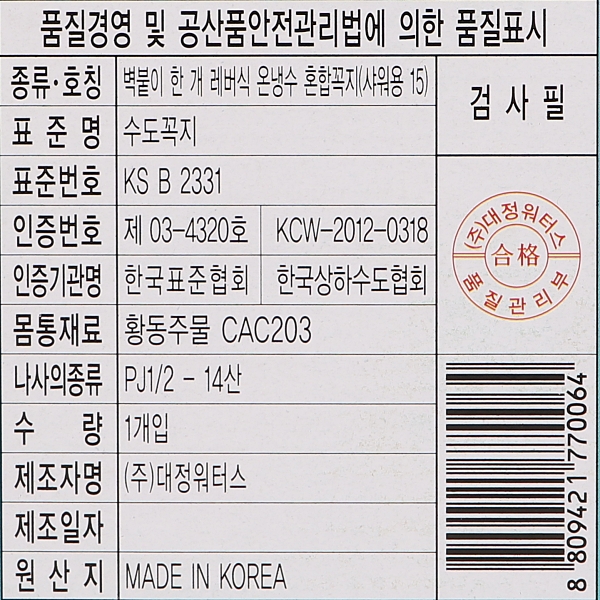 품질경영 및 공산품안전관리법에 의한 품질표시
종류·호칭 벽붙이 한 개 레버식 온냉수 혼합꼭지(샤워용 15)
검 사 필
표 준 명 수도꼭지
표준번호 KS B 2331
인증번호 제 03-4320호 KCW-2012-0318
인증기관명 한국표준협회 한국상하수도협회
(주)대정워터스
合格
품질관리부
몸통재료 황동주물 CAC203
나사의종류 PJ1/2 - 14산
수 량 1개입
제조자명 (주)대정워터스
제조일자
원 산 지 MADE IN KOREA
8 809421 770064